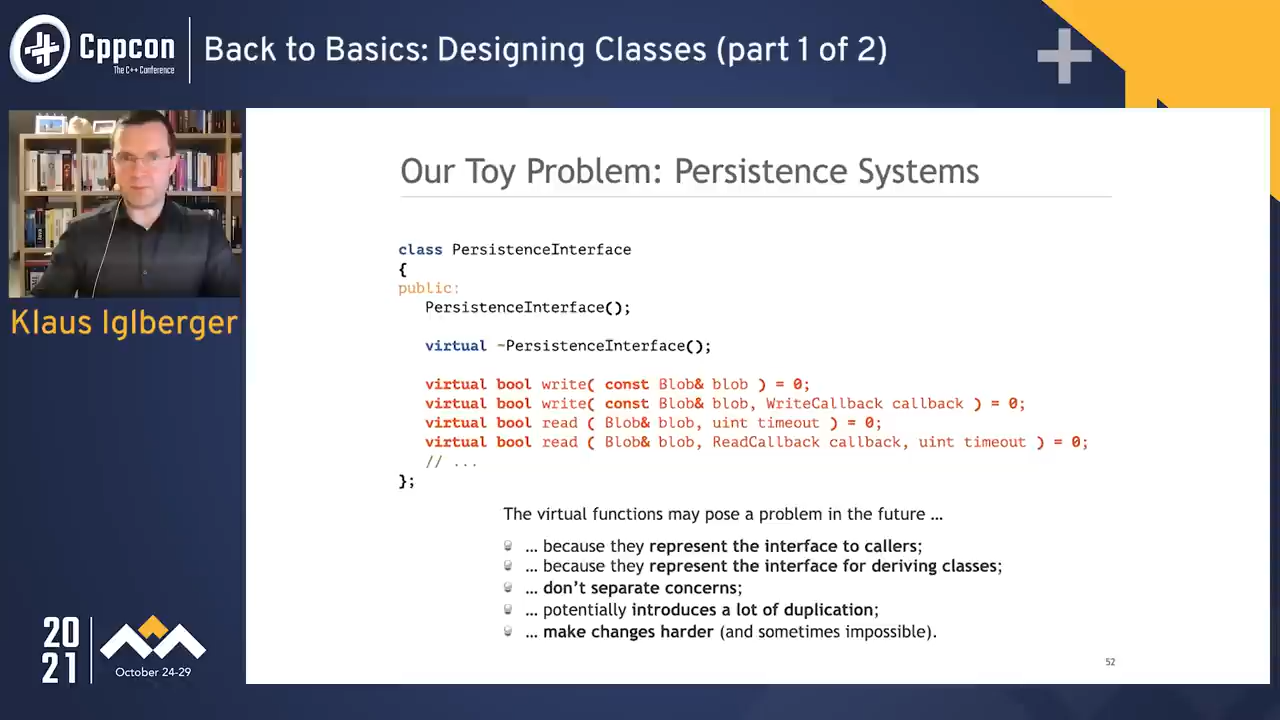 Cppcon
The C++ Conference
Back to Basics: Designing Classes (part 1 of 2)
Klaus Iglberger
Our Toy Problem: Persistence Systems
class PersistenceInterface
{
public:
PersistenceInterface();
virtual ~PersistenceInterface();
virtual bool write( const Blob& blob ) = 0;
virtual bool write( const Blob& blob, WriteCallback callback ) = 0;
virtual bool read ( Blob& blob, uint timeout ) = 0;
virtual bool read ( Blob& blob, ReadCallback callback, uint timeout ) = 0;
// ...
};
The virtual functions may pose a problem in the future …
… because they represent the interface to callers;
… because they represent the interface for deriving classes;
… don’t separate concerns;
… potentially introduces a lot of duplication;
… make changes harder (and sometimes impossible).
52
20
21
October 24-29